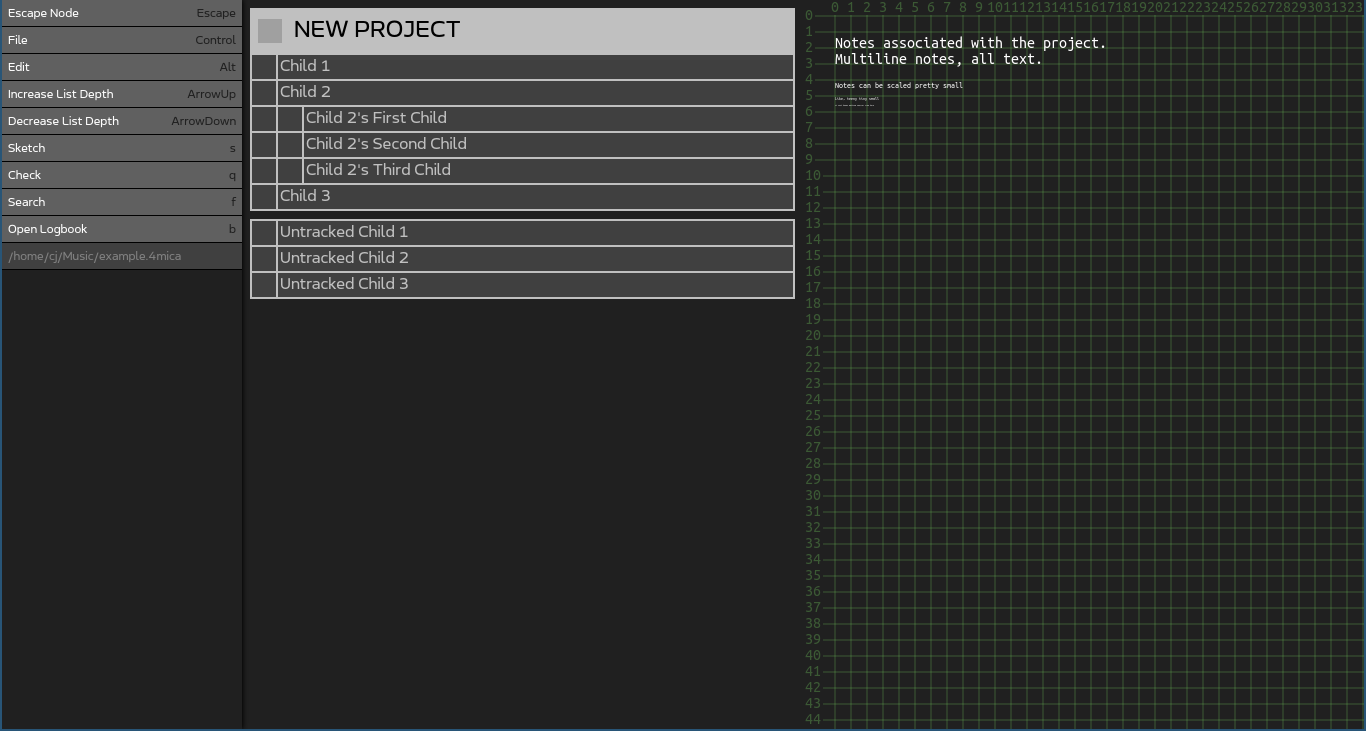 Escape Node Escape
File Control
Edit Alt
Increase List Depth ArrowUp
Decrease List Depth ArrowDown
Sketch s
Check q
Search f
Open Logbook b
/home/cj/Music/example.4mica
NEW PROJECT
Child 1
Child 2
Child 2's First Child
Child 2's Second Child
Child 2's Third Child
Child 3
Untracked Child 1
Untracked Child 2
Untracked Child 3
0 1 2 3 4 5 6 7 8 9 10 11 12 13 14 15 16 17 18 19 20 21 22 23 24 25 26 27 28 29 30 31 32 33
0
1
2
3
4
5
6
7
8
9
10
11
12
13
14
15
16
17
18
19
20
21
22
23
24
25
26
27
28
29
30
31
32
33
34
35
36
37
38
39
40
41
42
43
44
Notes associated with the project.
Multiline notes, all text.
Notes can be scaled pretty small